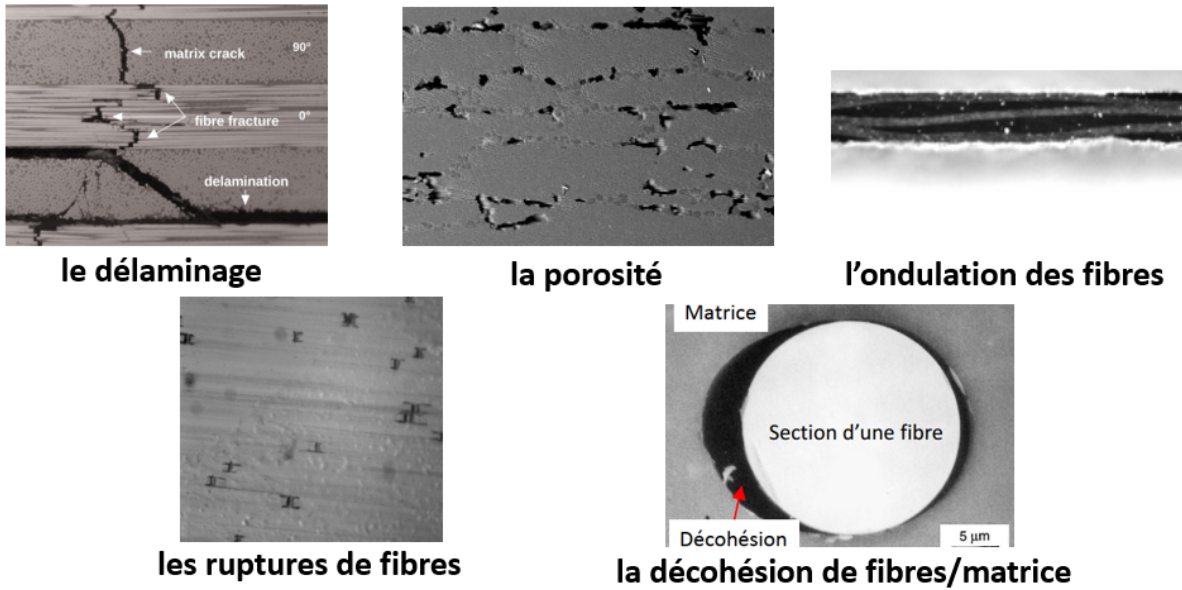 90°
matrix crack
fibre fracture
0°
delamination
le délaminage
la porosité
l'ondulation des fibres
les ruptures de fibres
Matrice
Section d'une fibre
Décohésion
5 µm
la décohésion de fibres/matrice